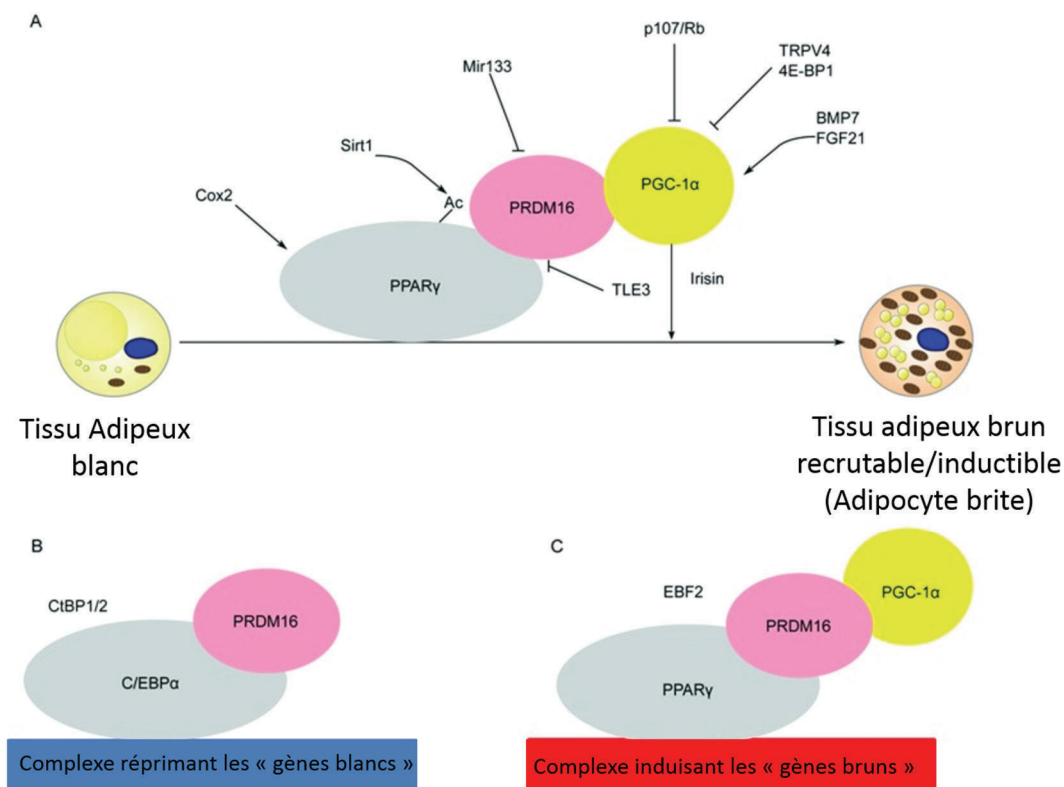 A
p107/Rb
TRPV4
4E-BP1
Mir133
BMP7
FGF21
Sirt1
PGC-1α
Cox2
Ac
PRDM16
PPARγ
TLE3
Irisin
Tissu Adipeux
blanc
Tissu adipeux brun
recrutable/inductible
(Adipocyte brite)
B
CtBP1/2
PRDM16
C/EBPα
Complexe réprimant les « gènes blancs »
C
EBF2
PGC-1α
PRDM16
PPARγ
Complexe induisant les « gènes bruns »